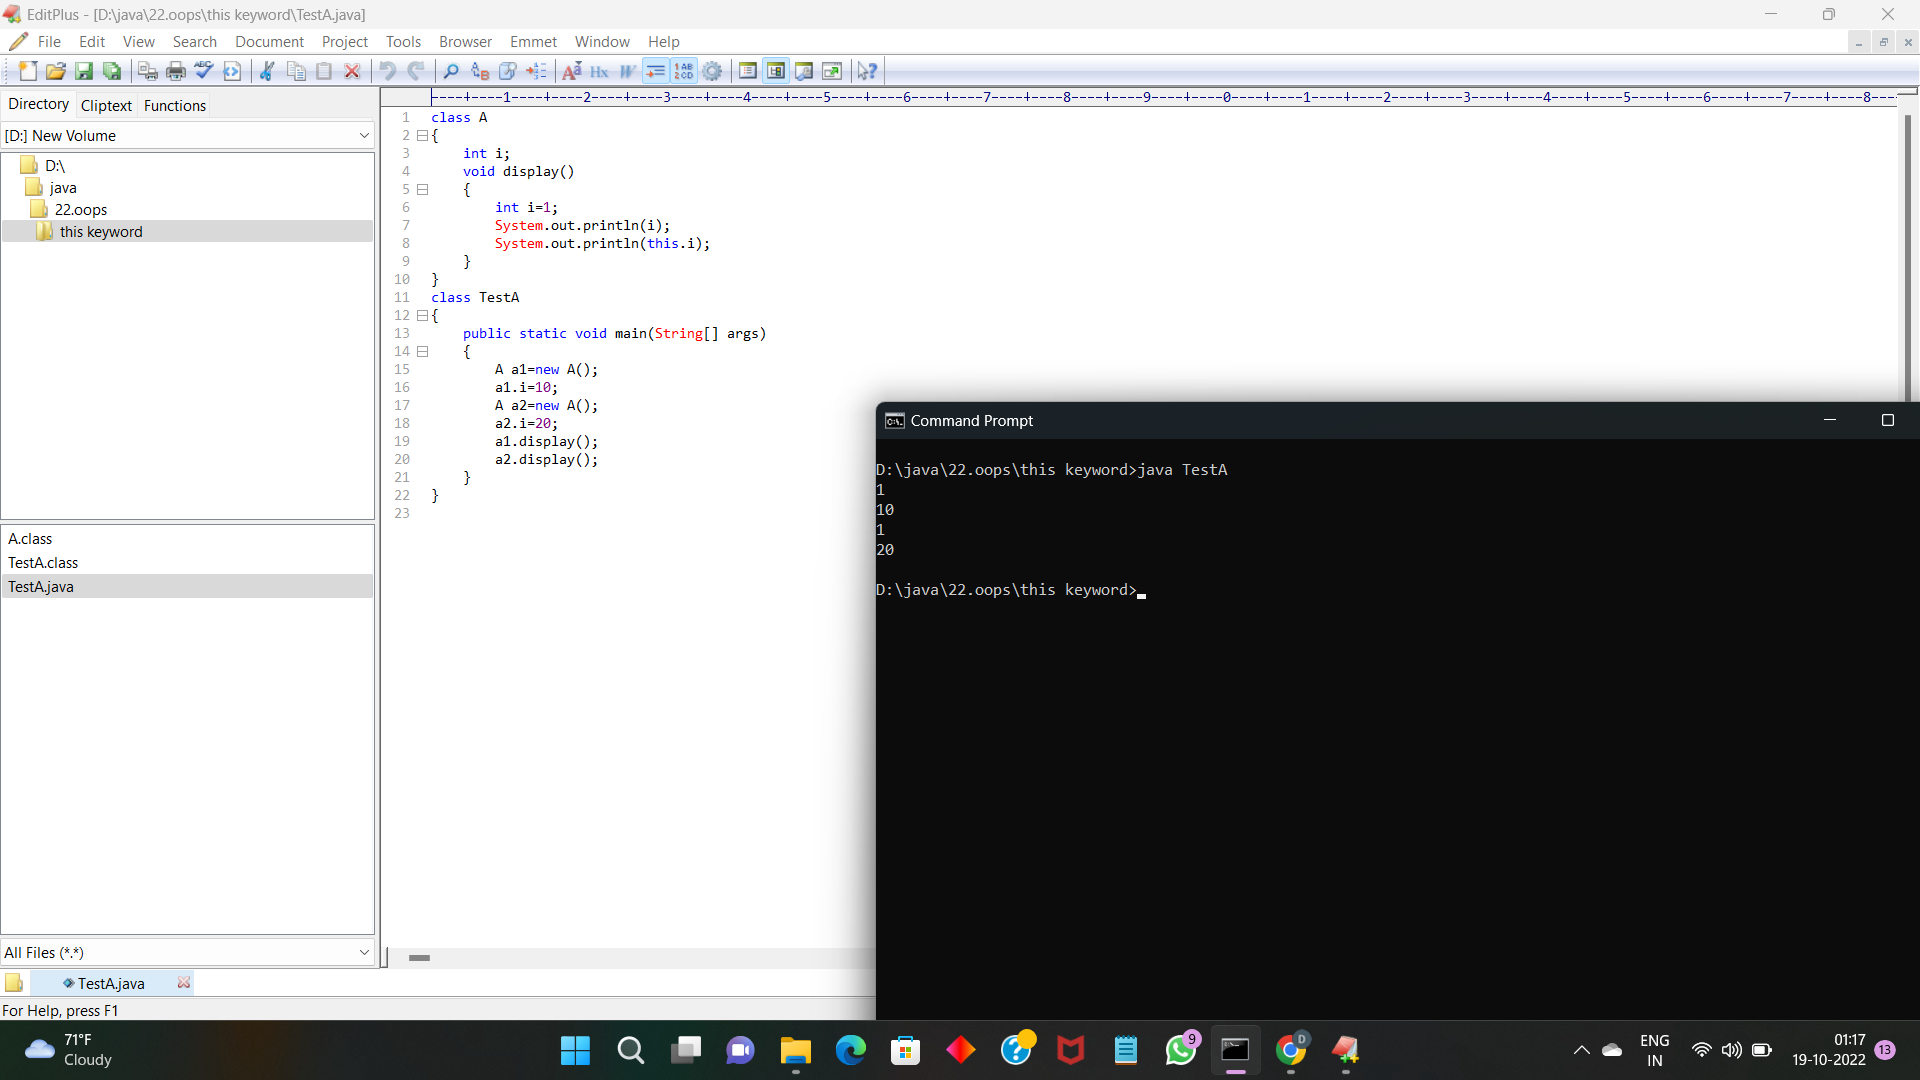 EditPlus - [D:\java\22.oops\this keyword\TestA.java]
File Edit View Search Document Project Tools Browser Emmet Window Help
Directory Cliptext Functions
[D:] New Volume
D:\
java
22.oops
this keyword
A.class
TestA.class
TestA.java
All Files (*.*)
----+----1----+----2----+----3----+----4----+----5----+----6----+----7----+----8----+----9----+----0----+----1----+----2----+----3----+----4----+----5----+----6----+----7----+----8---
1 class A
2 {
3     int i;
4     void display()
5     {
6         int i=1;
7         System.out.println(i);
8         System.out.println(this.i);
9     }
10 }
11 class TestA
12 {
13     public static void main(String[] args)
14     {
15         A a1=new A();
16         a1.i=10;
17         A a2=new A();
18         a2.i=20;
19         a1.display();
20         a2.display();
21     }
22 }
23
Command Prompt
D:\java\22.oops\this keyword>java TestA
1
10
1
20
D:\java\22.oops\this keyword>
TestA.java
For Help, press F1
71°F
Cloudy
9
D
ENG
IN
01:17
19-10-2022
13